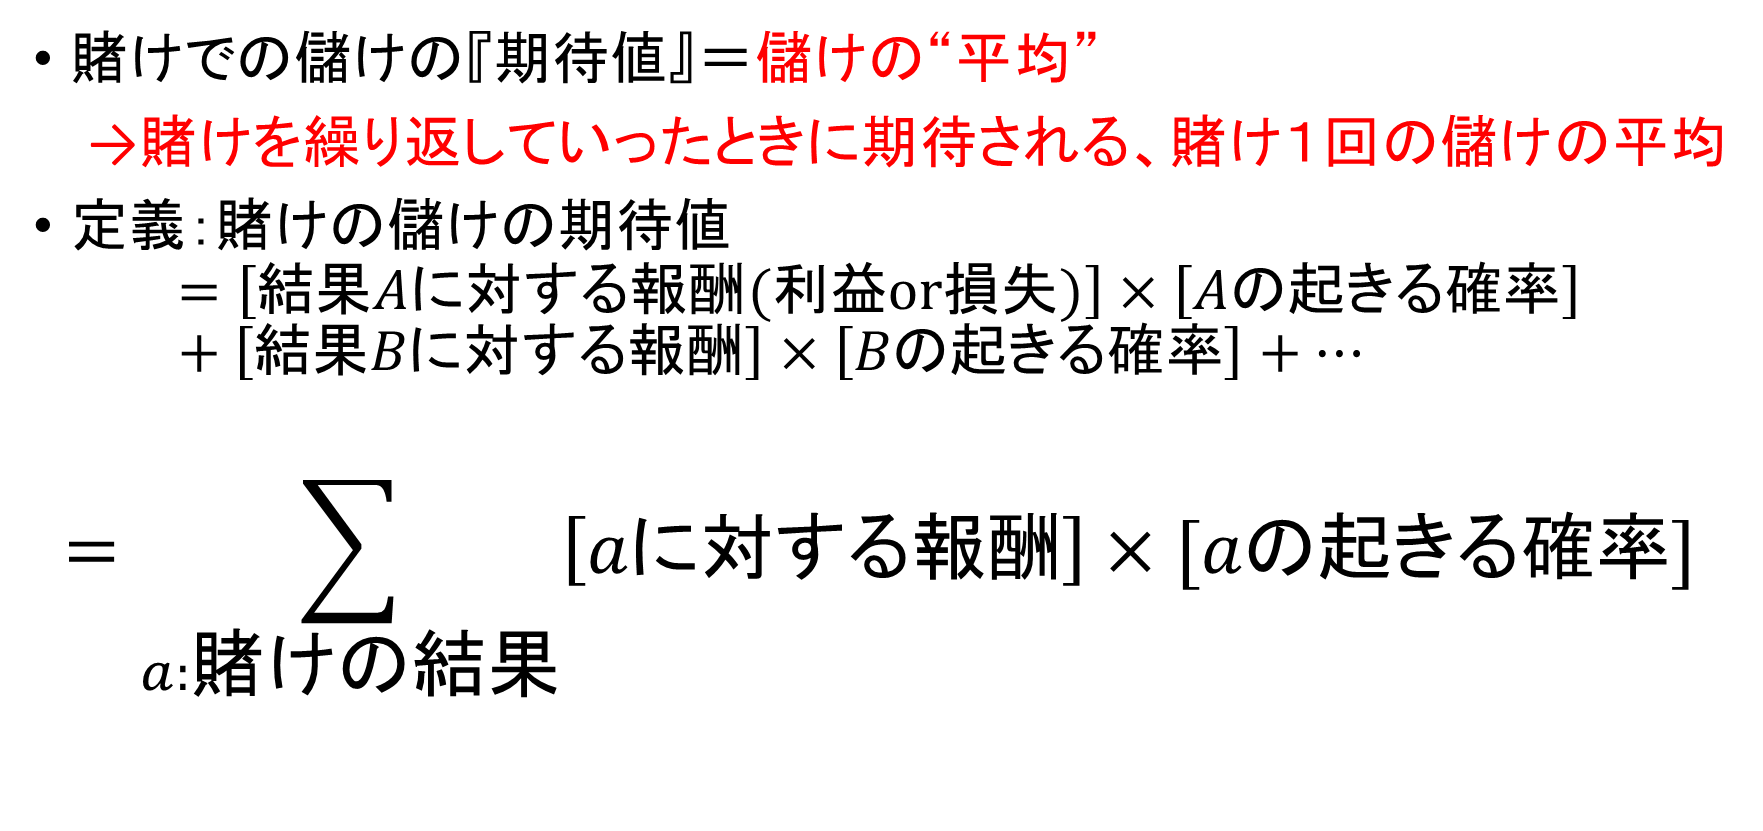 • 賭けでの儲けの『期待値』＝儲けの“平均”
→賭けを繰り返していったときに期待される、賭け１回の儲けの平均
• 定義：賭けの儲けの期待値
= [結果Aに対する報酬(利益or損失)] × [Aの起きる確率]
+ [結果Bに対する報酬] × [Bの起きる確率] + ⋯
= ∑ [aに対する報酬] × [aの起きる確率]
a:賭けの結果